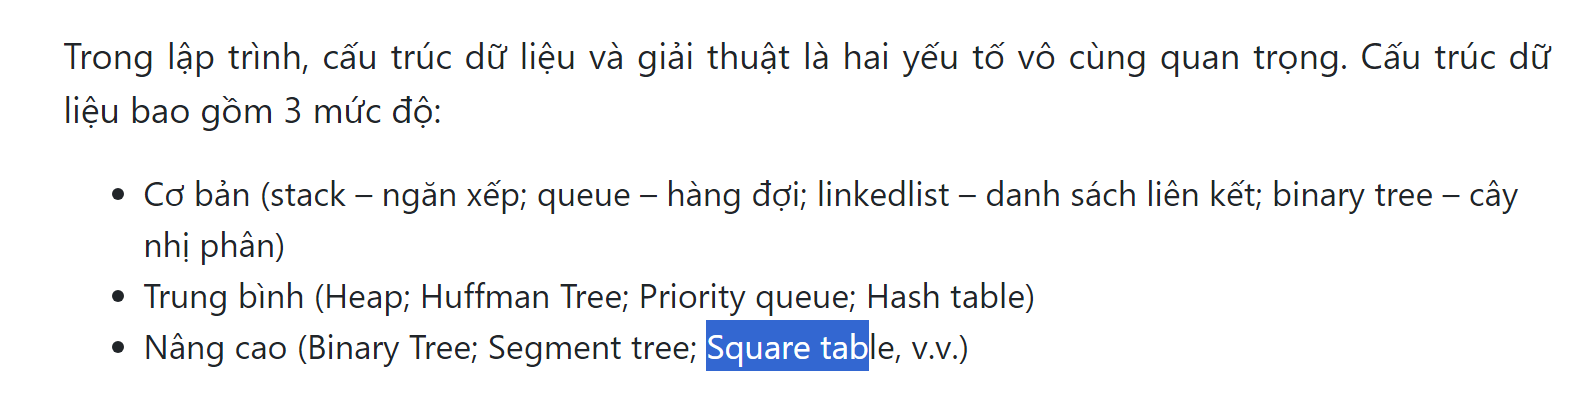 Trong lập trình, cấu trúc dữ liệu và giải thuật là hai yếu tố vô cùng quan trọng. Cấu trúc dữ
liệu bao gồm 3 mức độ:
• Cơ bản (stack – ngăn xếp; queue – hàng đợi; linkedlist – danh sách liên kết; binary tree – cây
nhị phân)
• Trung bình (Heap; Huffman Tree; Priority queue; Hash table)
• Nâng cao (Binary Tree; Segment tree; Square table, v.v.)